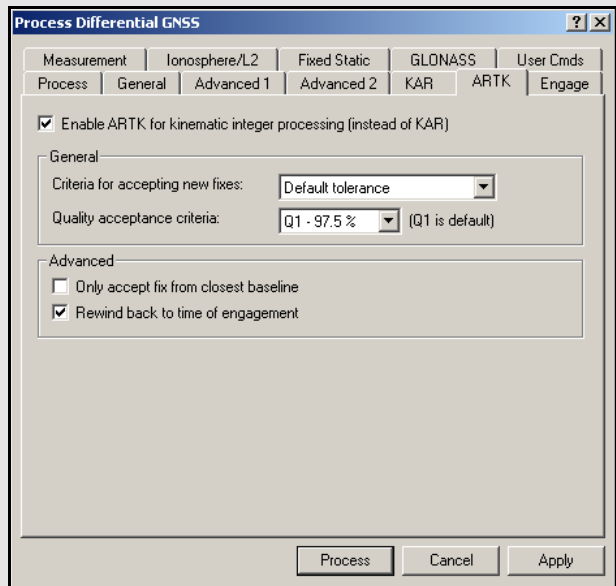 Process Differential GNSS
Measurement Ionosphere/L2 Fixed Static GLONASS User Cmds
Process General Advanced 1 Advanced 2 KAR ARTK Engage
Enable ARTK for kinematic integer processing (instead of KAR)
General
Criteria for accepting new fixes: Default tolerance
Quality acceptance criteria: Q1 - 97.5 % (Q1 is default)
Advanced
Only accept fix from closest baseline
Rewind back to time of engagement
Process Cancel Apply